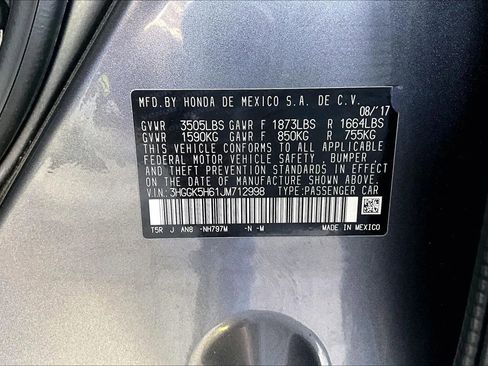 MFD.BY HONDA DE MEXICO S.A. DE C.V.
08/'17
GVWR 3505LBS GAWR F 1873LBS R 1664LBS
GVWR 1590KG GAWR F 850KG R 755KG
THIS VEHICLE CONFORMS TO ALL APPLICABLE
FEDERAL MOTOR VEHICLE SAFETY, BUMPER,
AND THEFT PREVENTION STANDARDS IN EFFECT
ON THE DATE OF MANUFACTURE SHOWN ABOVE.
V.I.N: 3HGGK5H61JM712998 TYPE:PASSENGER CAR
T5R J AN8 -NH797M -N -M MADE IN MEXICO